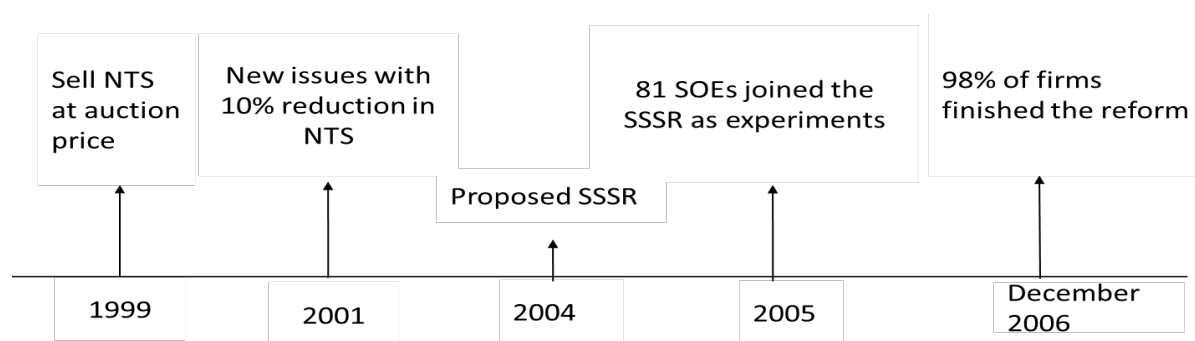 Sell NTS
at auction
price
New issues with
10% reduction in
NTS
Proposed SSSR
81 SOEs joined the
SSSR as experiments
98% of firms
finished the reform
1999
2001
2004
2005
December
2006